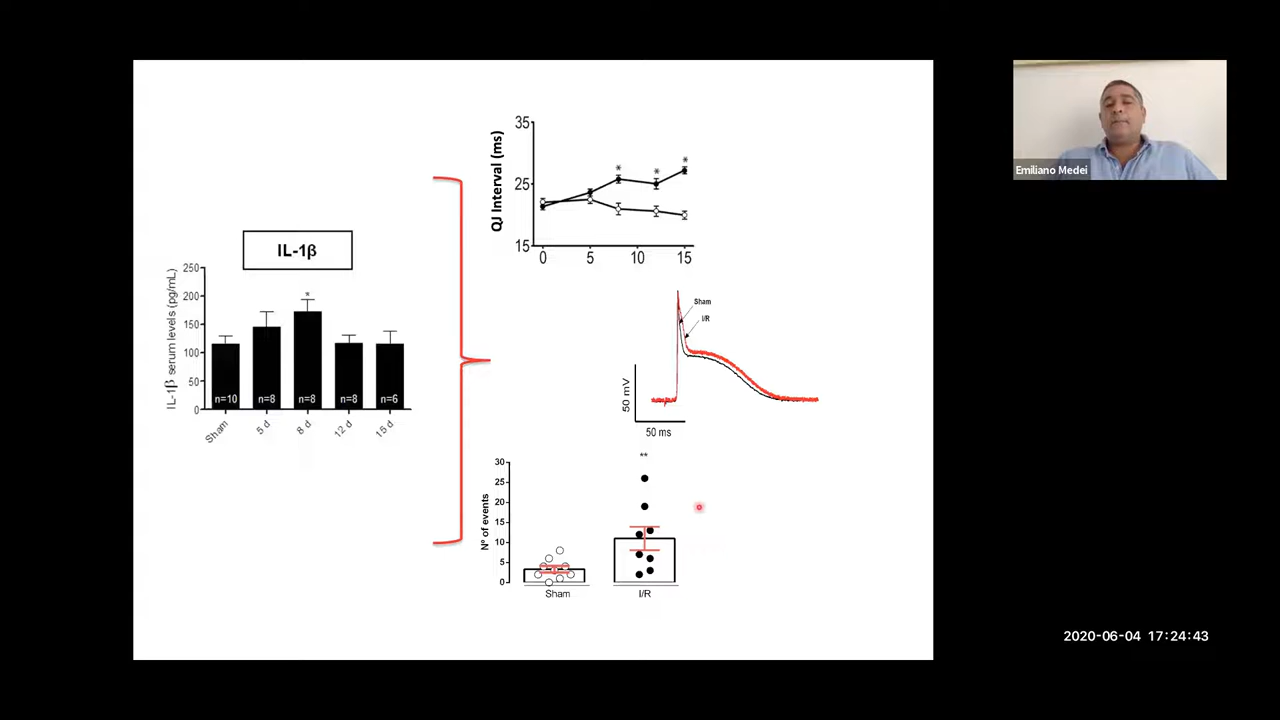 IL-1β
IL-1β serum levels (pg/mL)
250
200
150
100
50
0
*
n=10
n=8
n=8
n=8
n=6
Sham
5 d
8 d
12 d
15 d
QJ Interval (ms)
35
25
15
* * *
0 5 10 15
Sham
I/R
50 mV
50 ms
**
Nº of events
30
25
20
15
10
5
0
Sham
I/R
Emiliano Medei
2020-06-04 17:24:43